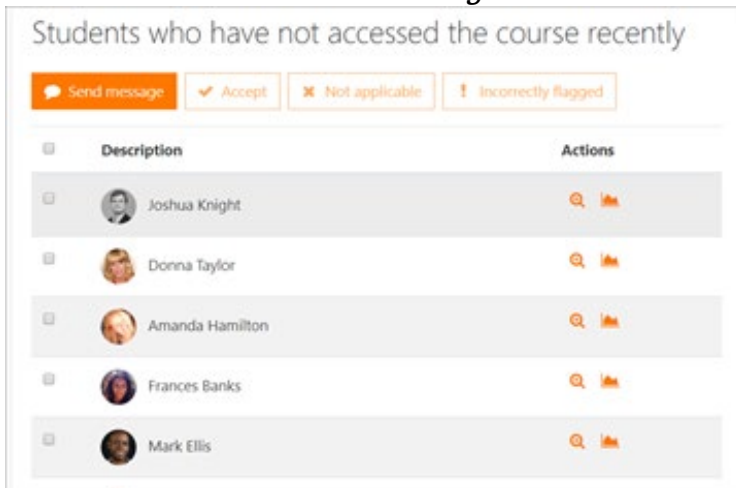 Students who have not accessed the course recently
Send message Accept Not applicable Incorrectly flagged
Description Actions
Joshua Knight
Donna Taylor
Amanda Hamilton
Frances Banks
Mark Ellis